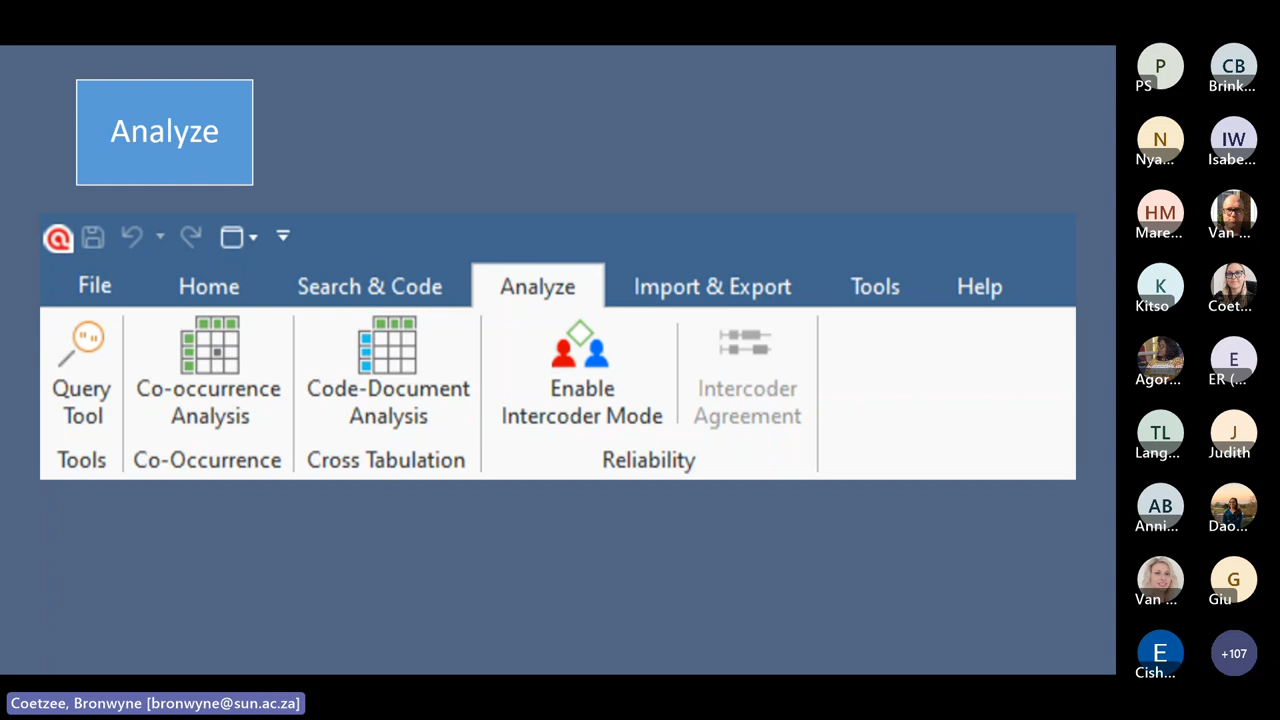 Analyze
File Home Search & Code Analyze Import & Export Tools Help
Query Tool
Co-occurrence Analysis
Code-Document Analysis
Enable Intercoder Mode
Intercoder Agreement
Tools Co-Occurrence Cross Tabulation Reliability
P
PS
CB
Brink...
N
Nya...
IW
Isabe...
HM
Mare...
Van ...
K
Kitso
Coet...
Agor...
E
ER (...
TL
Lang...
J
Judith
AB
Anni...
Dao...
Van ...
G
Giu
E
Cish...
+107
Coetzee, Bronwyne [bronwyne@sun.ac.za]